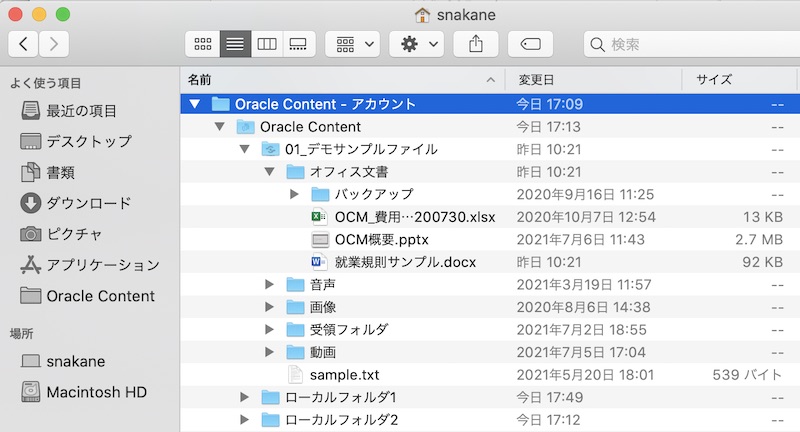 snakane
検索
よく使う項目
最近の項目
デスクトップ
書類
ダウンロード
ピクチャ
アプリケーション
Oracle Content
場所
snakane
Macintosh HD
名前 変更日 サイズ
Oracle Content - アカウント 今日 17:09 --
Oracle Content 今日 17:13 --
01_デモサンプルファイル 昨日 10:21 --
オフィス文書 昨日 10:21 --
バックアップ 2020年9月16日 11:25 --
OCM_費用…200730.xlsx 2020年10月7日 12:54 13 KB
OCM概要.pptx 2021年7月6日 11:43 2.7 MB
就業規則サンプル.docx 昨日 10:21 92 KB
音声 2021年3月19日 11:57 --
画像 2020年8月6日 14:38 --
受領フォルダ 2021年7月2日 18:55 --
動画 2021年7月5日 17:04 --
sample.txt 2021年5月20日 18:01 539 バイト
ローカルフォルダ1 今日 17:49 --
ローカルフォルダ2 今日 17:12 --